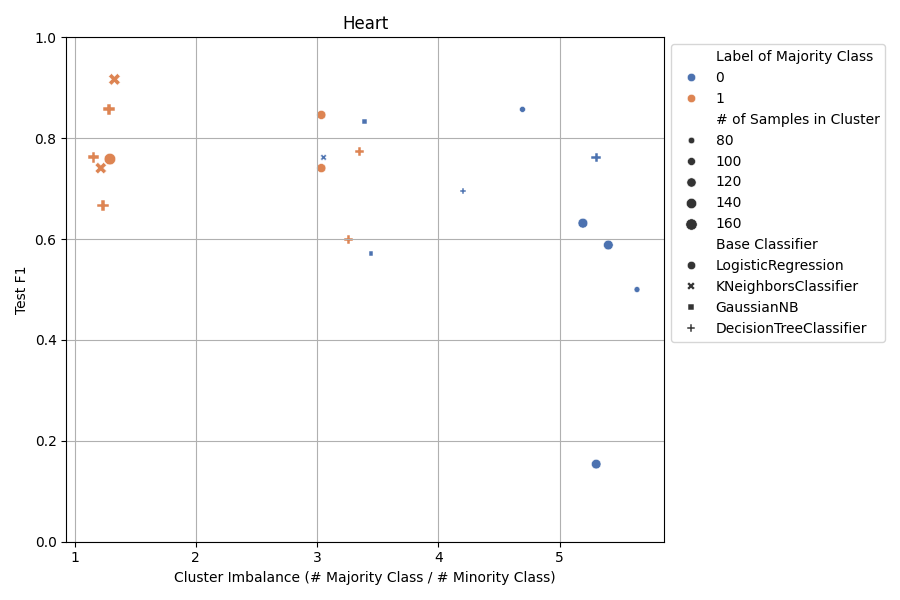 Heart
1.0
0.8
0.6
0.4
0.2
0.0
Test F1
1 2 3 4 5
Cluster Imbalance (# Majority Class / # Minority Class)
Label of Majority Class
0
1
# of Samples in Cluster
80
100
120
140
160
Base Classifier
LogisticRegression
KNeighborsClassifier
GaussianNB
DecisionTreeClassifier